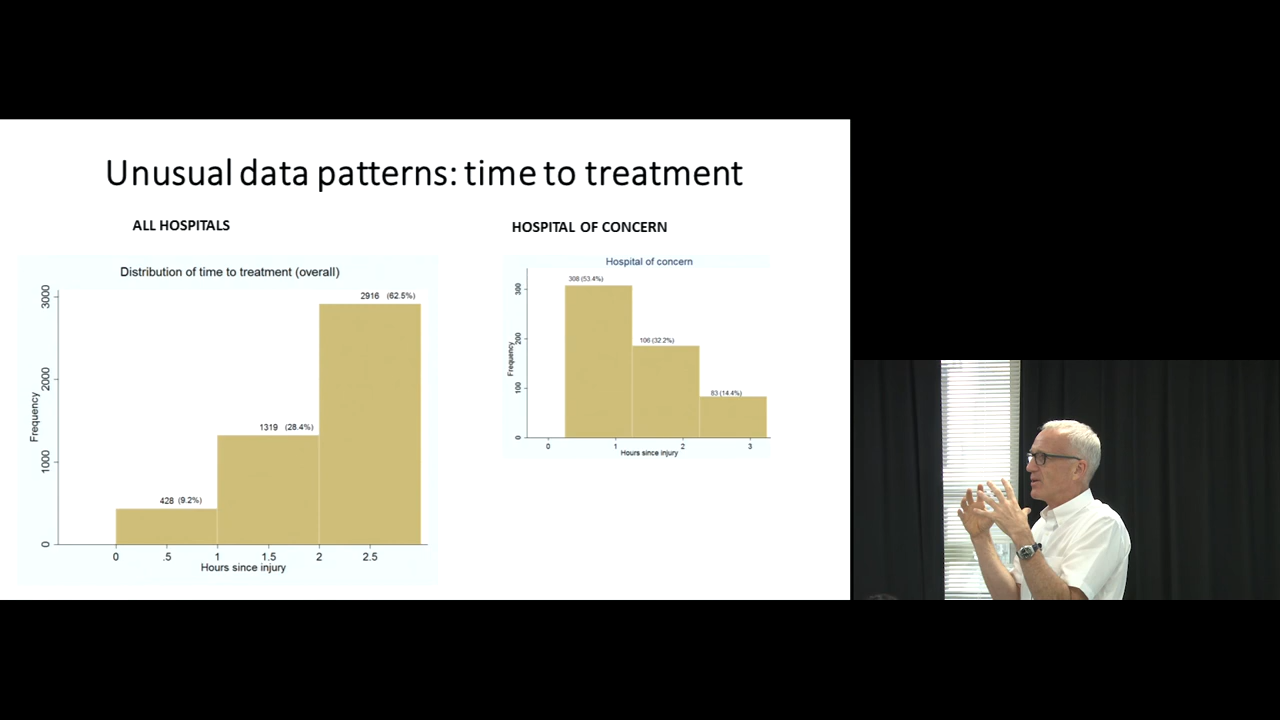 Unusual data patterns: time to treatment
ALL HOSPITALS
Distribution of time to treatment (overall)
Frequency
3000
2000
1000
0
428 (9.2%)
1319 (28.4%)
2916 (62.5%)
0 .5 1 1.5 2 2.5
Hours since injury
HOSPITAL OF CONCERN
Hospital of concern
Frequency
300
200
100
0
308 (53.4%)
106 (32.2%)
83 (14.4%)
0 1 2 3
Hours since injury